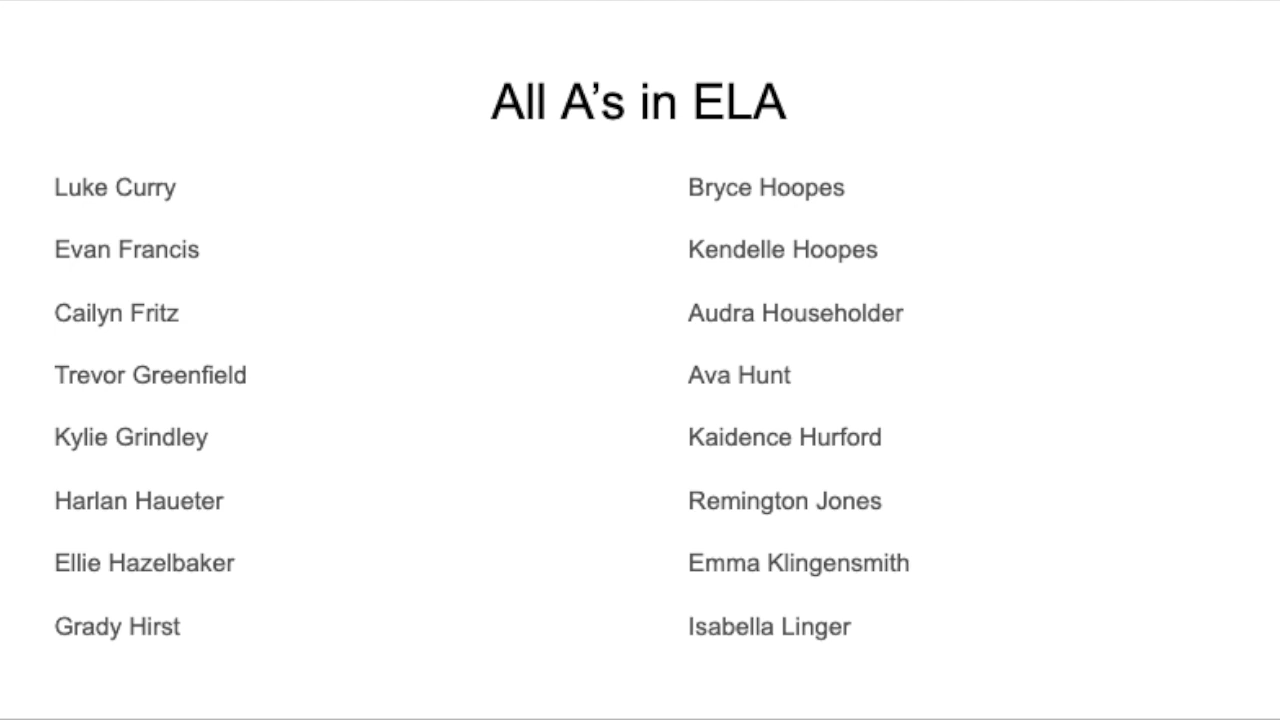 All A’s in ELA
Luke Curry
Evan Francis
Cailyn Fritz
Trevor Greenfield
Kylie Grindley
Harlan Haueter
Ellie Hazelbaker
Grady Hirst
Bryce Hoopes
Kendelle Hoopes
Audra Householder
Ava Hunt
Kaidence Hurford
Remington Jones
Emma Klingensmith
Isabella Linger